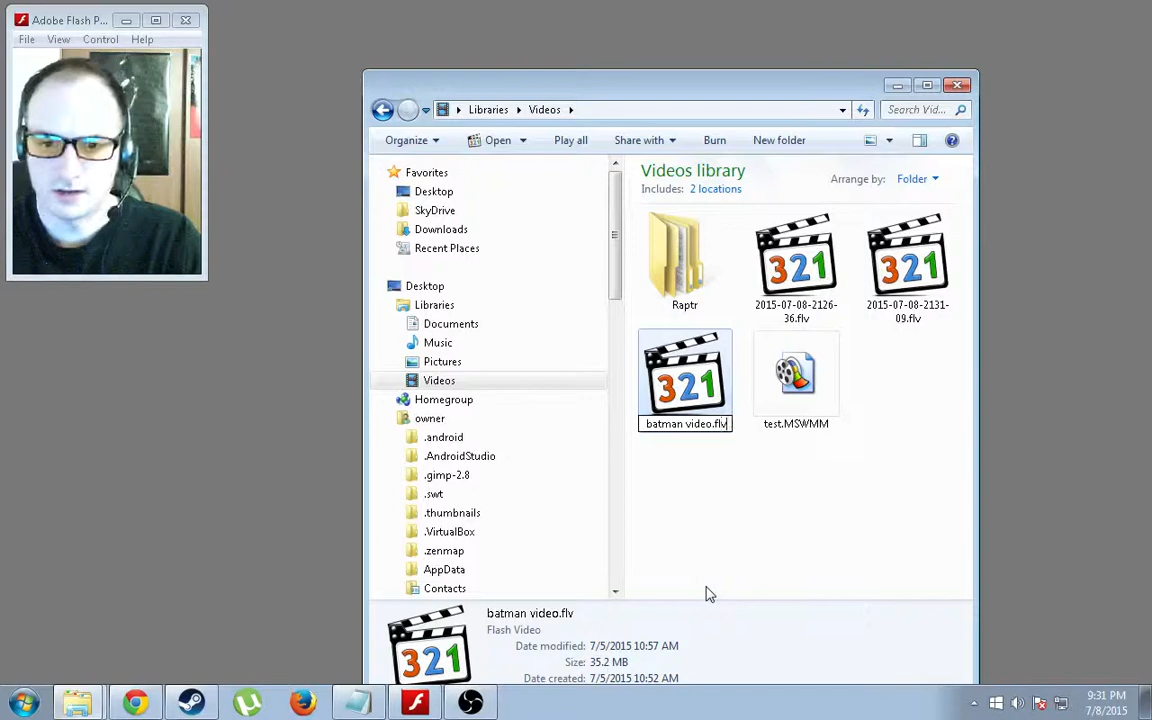 Adobe Flash P...
File View Control Help
Libraries Videos
Search Vid...
Organize Open Play all Share with Burn New folder
Favorites
Desktop
SkyDrive
Downloads
Recent Places
Desktop
Libraries
Documents
Music
Pictures
Videos
Homegroup
owner
.android
.AndroidStudio
.gimp-2.8
.swt
.thumbnails
.VirtualBox
.zenmap
AppData
Contacts
Videos library
Includes: 2 locations
Arrange by: Folder
321
321
Raptr
2015-07-08-2126-
36.flv
2015-07-08-2131-
09.flv
321
batman video.flv
test.MSWMM
321
batman video.flv
Flash Video
Date modified: 7/5/2015 10:57 AM
Size: 35.2 MB
Date created: 7/5/2015 10:52 AM
9:31 PM
7/8/2015